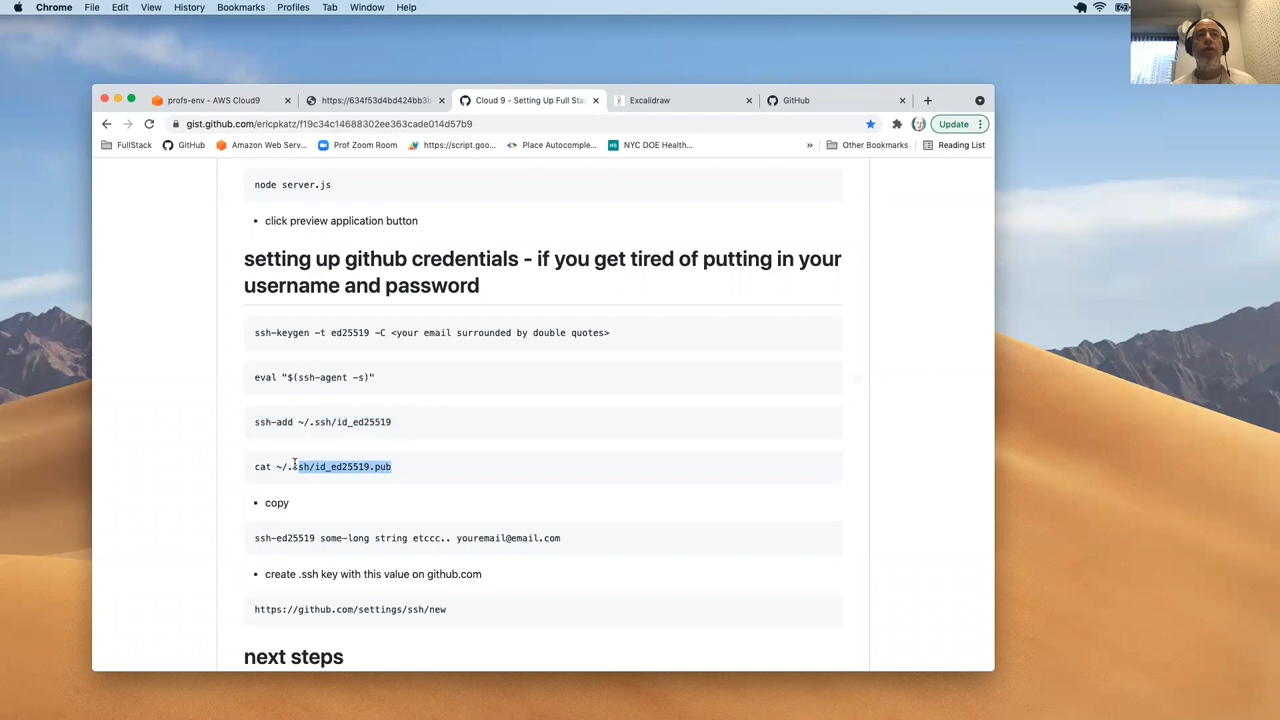 Chrome File Edit View History Bookmarks Profiles Tab Window Help
profs-env - AWS Cloud9
https://634f53d4bd424bb3b
Cloud 9 - Setting Up Full Sta
Excalidraw
GitHub
gist.github.com/ericpkatz/f19c34c14688302ee363cade014d57b9
Update
FullStack GitHub Amazon Web Serv... Prof Zoom Room https://script.goo... Place Autocomple... NYC DOE Health... » Other Bookmarks Reading List
node server.js
• click preview application button
setting up github credentials - if you get tired of putting in your
username and password
ssh-keygen -t ed25519 -C <your email surrounded by double quotes>
eval "$(ssh-agent -s)"
ssh-add ~/.ssh/id_ed25519
cat ~/.ssh/id_ed25519.pub
• copy
ssh-ed25519 some-long string etccc.. youremail@email.com
• create .ssh key with this value on github.com
https://github.com/settings/ssh/new
next steps